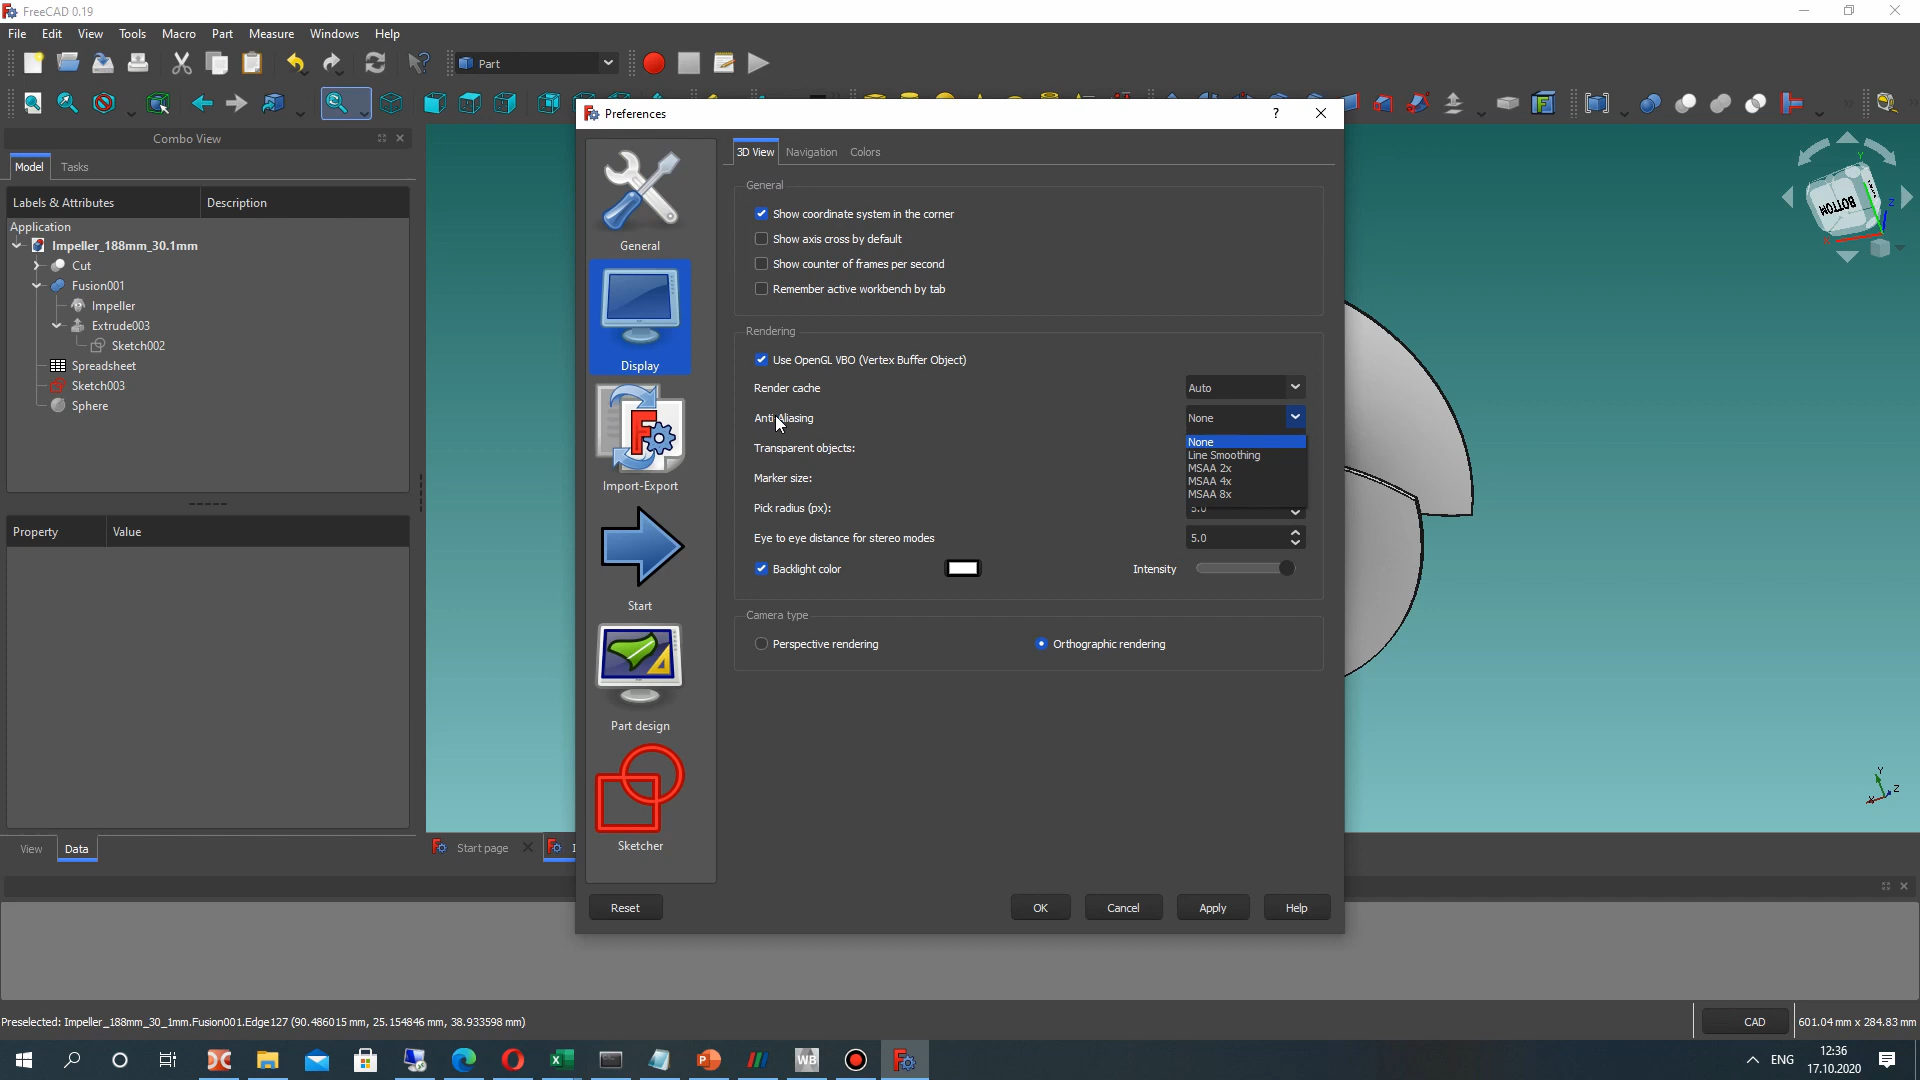 FreeCAD 0.19
File Edit View Tools Macro Part Measure Windows Help
Part
Combo View
Model Tasks
Labels & Attributes Description
Application
Impeller_188mm_30.1mm
Cut
Fusion001
Impeller
Extrude003
Sketch002
Spreadsheet
Sketch003
Sphere
Property Value
View Data
Preferences
?
General
Display
Import-Export
Start
Part design
Sketcher
3D View Navigation Colors
General
Show coordinate system in the corner
Show axis cross by default
Show counter of frames per second
Remember active workbench by tab
Rendering
Use OpenGL VBO (Vertex Buffer Object)
Render cache Auto
Anti-Aliasing None
None
Line Smoothing
MSAA 2x
MSAA 4x
MSAA 8x
Transparent objects:
Marker size:
Pick radius (px): 5.0
Eye to eye distance for stereo modes 5.0
Backlight color Intensity
Camera type
Perspective rendering Orthographic rendering
Reset OK Cancel Apply Help
BOTTOM
Y
Z
Y
Z
X
Start page
Preselected: Impeller_188mm_30_1mm.Fusion001.Edge127 (90.486015 mm, 25.154846 mm, 38.933598 mm)
CAD 601.04 mm x 284.83 mm
WB
ENG
12:36
17.10.2020